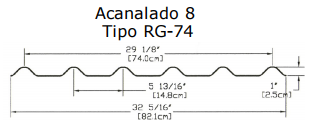 Acanalado 8
Tipo RG-74
29 1/8"
[74.0cm]
5 13/16"
[14.8cm]
1"
[2.5cm]
32 5/16"
[82.1cm]